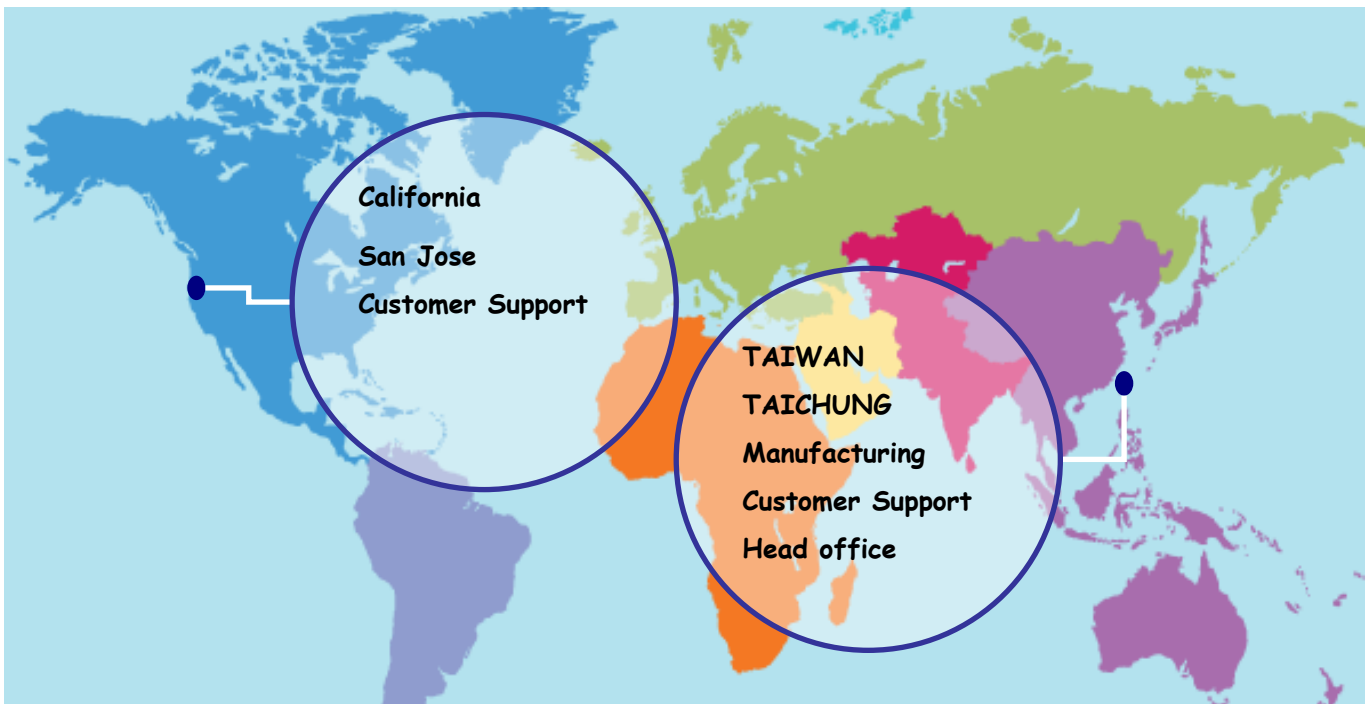 California
San Jose
Customer Support
TAIWAN
TAICHUNG
Manufacturing
Customer Support
Head office